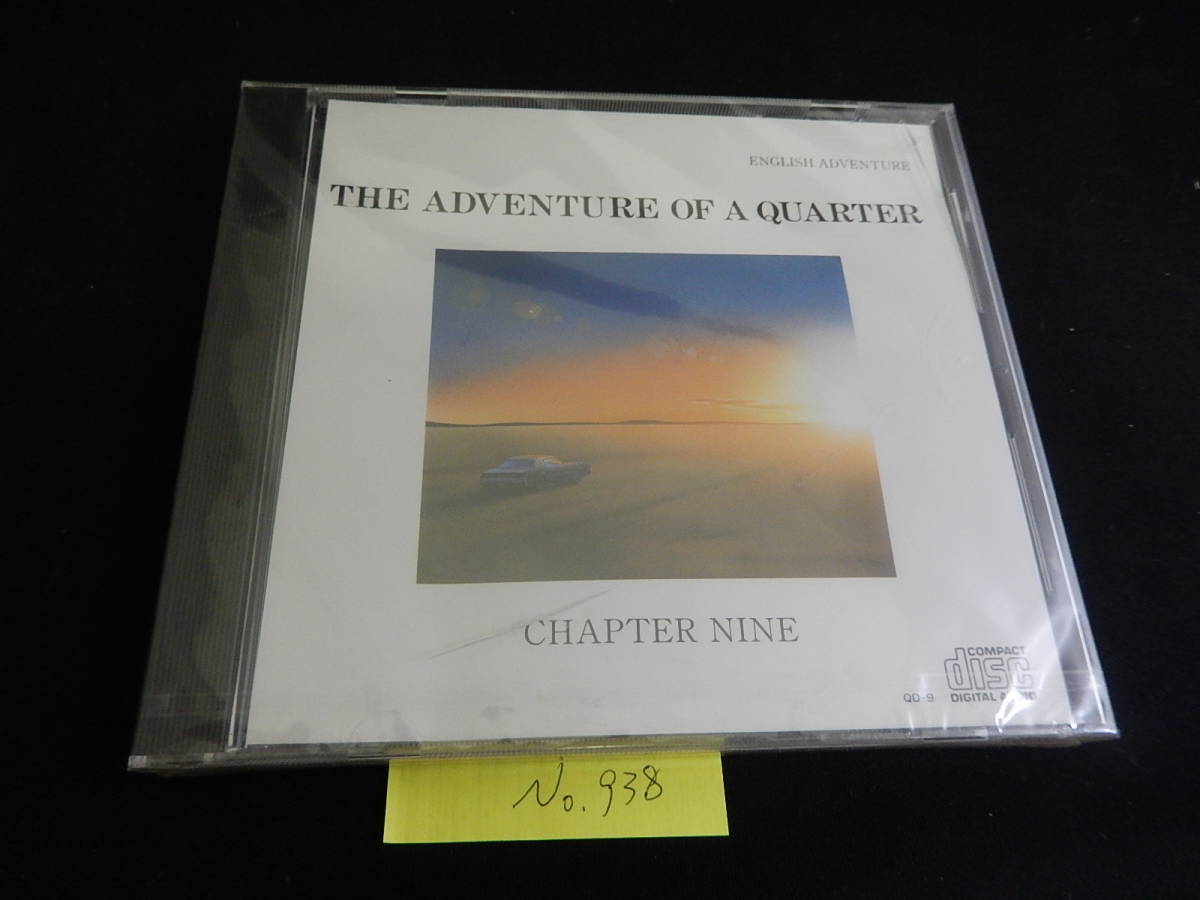 ENGLISH ADVENTURE
THE ADVENTURE OF A QUARTER
CHAPTER NINE
COMPACT
disc
QD-9 DIGITAL AUDIO
No. 938